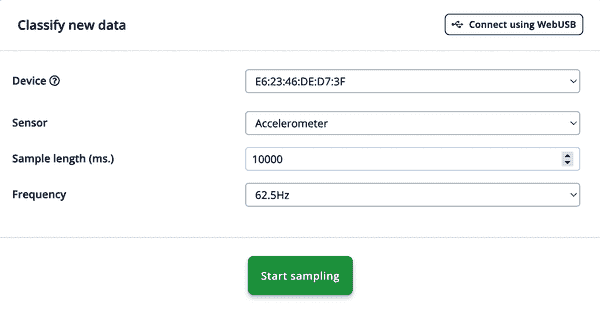 Classify new data
Connect using WebUSB
Device
E6:23:46:DE:D7:3F
Sensor
Accelerometer
Sample length (ms.)
10000
Frequency
62.5Hz
Start sampling